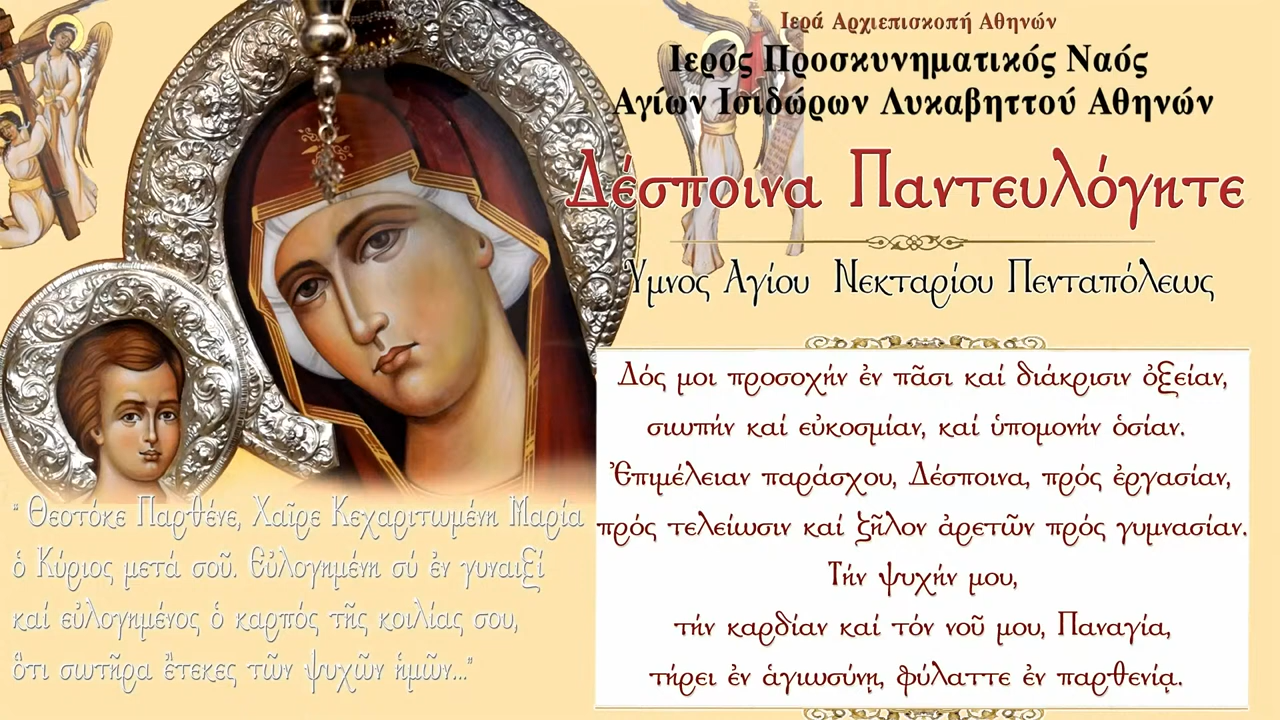 Ιερά Αρχιεπισκοπή Αθηνών
Ιερός Προσκυνηματικός Ναός
Αγίων Ισιδώρων Λυκαβηττού Αθηνών
Δέσποινα Παντευλόγητε
Υμνος Αγίου Νεκταρίου Πενταπόλεως
Δός μοι προσοχήν ἐν πᾶσι καί διάκρισιν ὀξείαν,
σιωπήν καί εὐκοσμίαν, καί ὑπομονήν ὁσίαν.
Ἐπιμέλειαν παράσχου, Δέσποινα, πρός ἐργασίαν,
πρός τελείωσιν καί ζῆλον ἀρετῶν πρός γυμνασίαν.
Τήν ψυχήν μου,
τήν καρδίαν καί τόν νοῦ μου, Παναγία,
τήρει ἐν ἁγιωσύνῃ, φύλαττε ἐν παρθενίᾳ.
" Θεοτόκε Παρθένε, Χαῖρε Κεχαριτωμένη Μαρία
ὁ Κύριος μετά σοῦ. Εὐλογημένη σύ ἐν γυναιξί
καί εὐλογημένος ὁ καρπός τῆς κοιλίας σου,
ὅτι σωτῆρα ἔτεκες τῶν ψυχῶν ἡμῶν..."